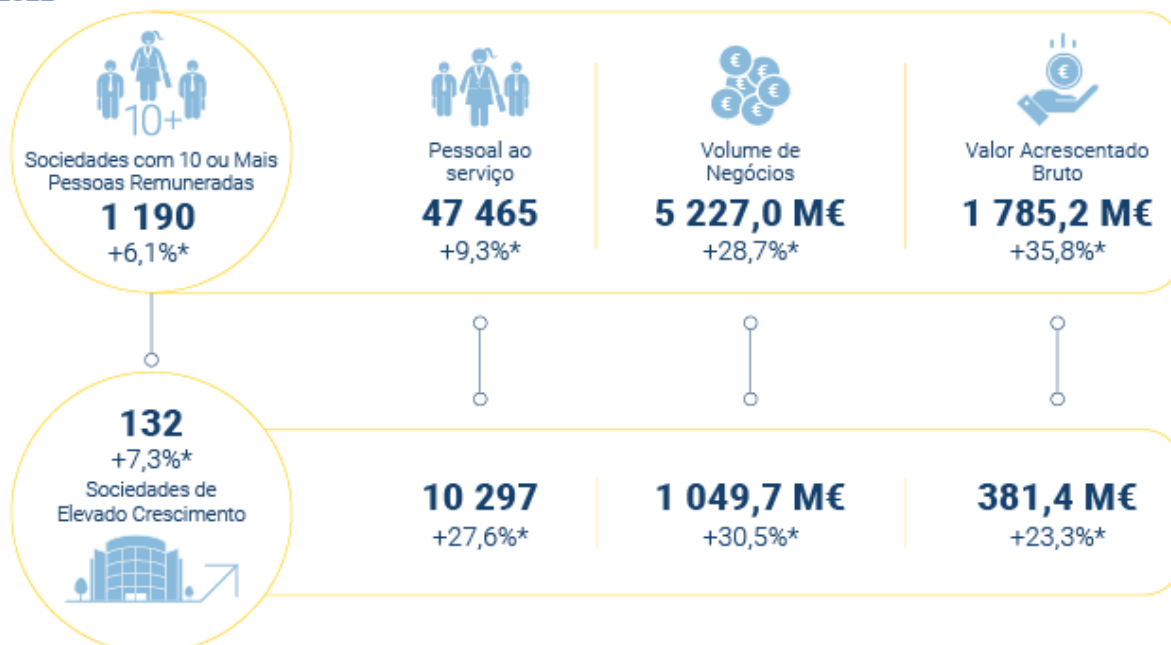 10+
Sociedades com 10 ou Mais
Pessoas Remuneradas
1 190
+6,1%*
Pessoal ao
serviço
47 465
+9,3%*
Volume de
Negócios
5 227,0 M€
+28,7%*
Valor Acrescentado
Bruto
1 785,2 M€
+35,8%*
132
+7,3%*
Sociedades de
Elevado Crescimento
10 297
+27,6%*
1 049,7 M€
+30,5%*
381,4 M€
+23,3%*